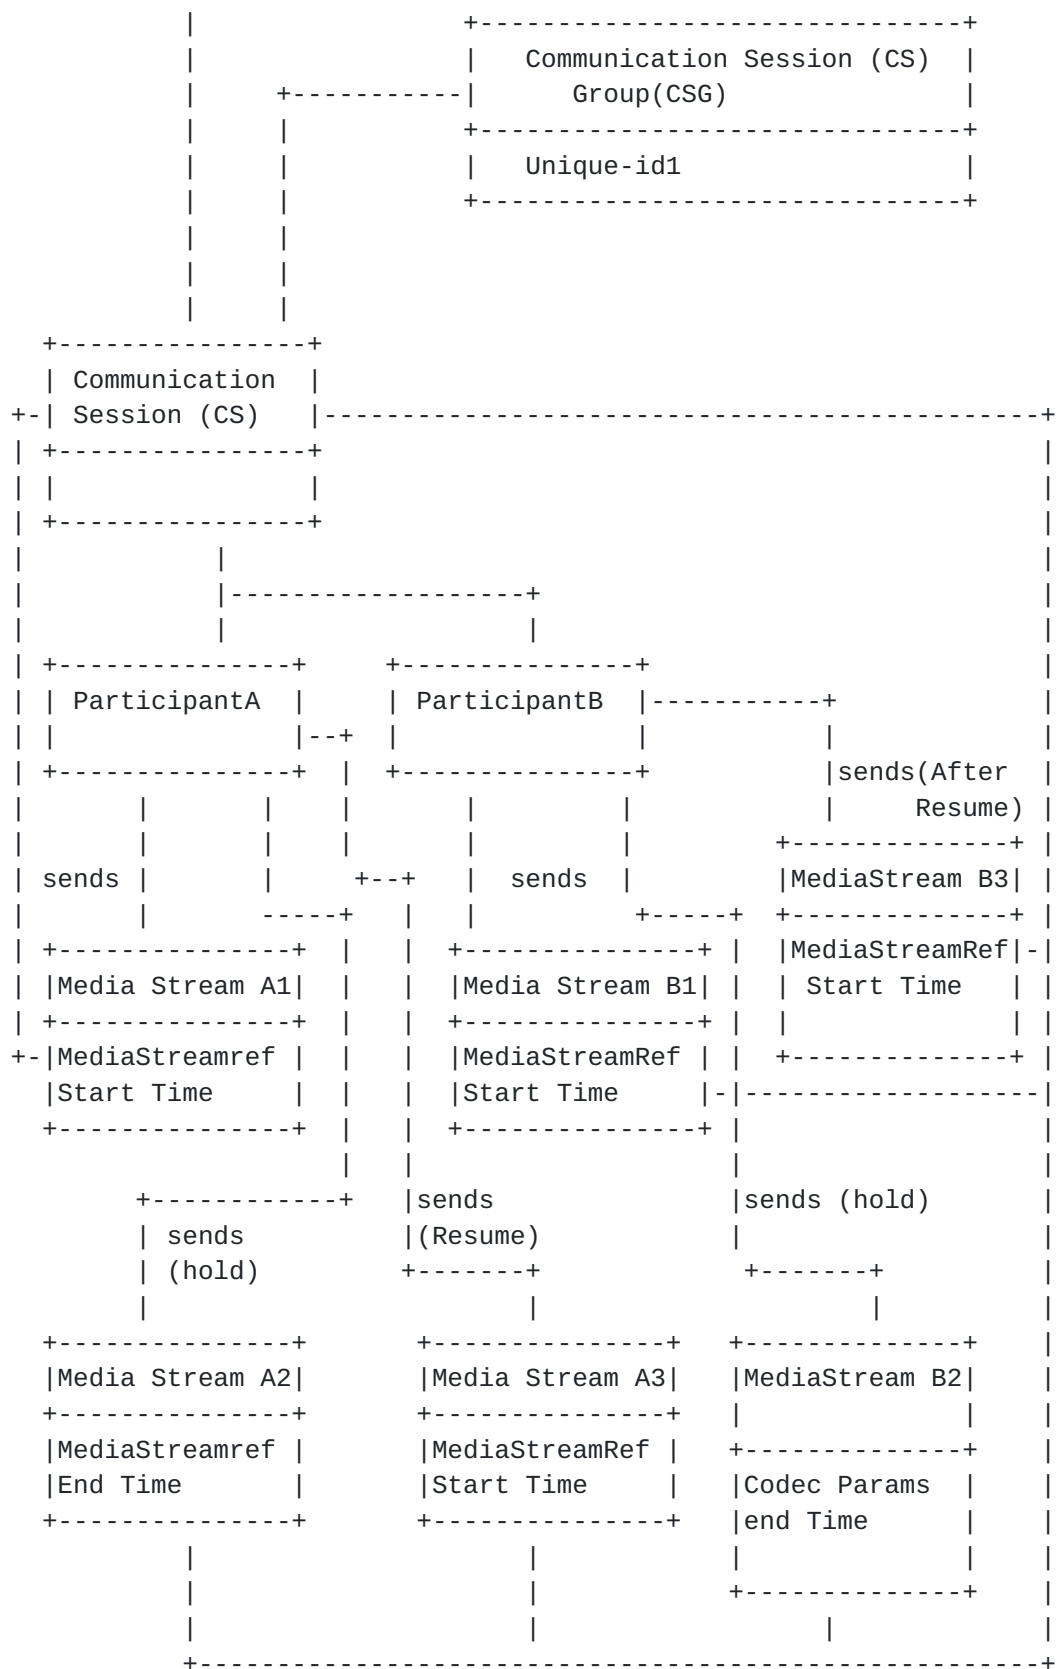 Communication Session (CS)
Group(CSG)
Unique-id1
Communication
Session (CS)
ParticipantA
ParticipantB
sends(After
Resume)
sends
sends
MediaStream B3
MediaStreamRef
Media Stream A1
Media Stream B1
Start Time
MediaStreamref
MediaStreamRef
Start Time
Start Time
sends
sends (hold)
sends
(Resume)
(hold)
Media Stream A2
Media Stream A3
MediaStream B2
MediaStreamref
MediaStreamRef
End Time
Start Time
Codec Params
end Time